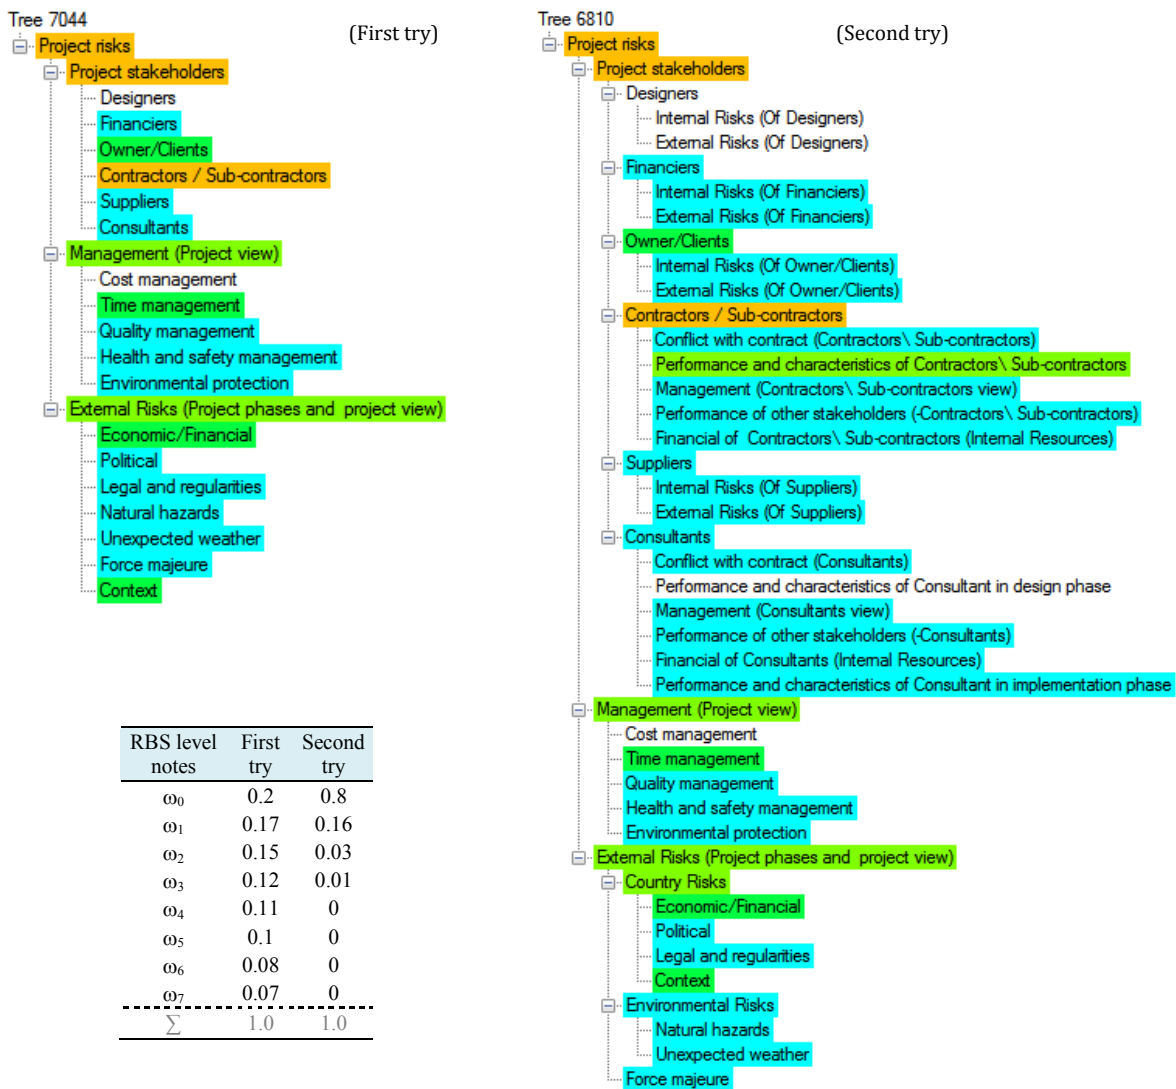 Tree 7044
(First try)
Project risks
Project stakeholders
Designers
Financiers
Owner/Clients
Contractors / Sub-contractors
Suppliers
Consultants
Management (Project view)
Cost management
Time management
Quality management
Health and safety management
Environmental protection
External Risks (Project phases and project view)
Economic/Financial
Political
Legal and regularities
Natural hazards
Unexpected weather
Force majeure
Context
RBS level notes First try Second try
ω0 0.2 0.8
ω1 0.17 0.16
ω2 0.15 0.03
ω3 0.12 0.01
ω4 0.11 0
ω5 0.1 0
ω6 0.08 0
ω7 0.07 0
∑ 1.0 1.0
Tree 6810
(Second try)
Project risks
Project stakeholders
Designers
Internal Risks (Of Designers)
External Risks (Of Designers)
Financiers
Internal Risks (Of Financiers)
External Risks (Of Financiers)
Owner/Clients
Internal Risks (Of Owner/Clients)
External Risks (Of Owner/Clients)
Contractors / Sub-contractors
Conflict with contract (Contractors\ Sub-contractors)
Performance and characteristics of Contractors\ Sub-contractors
Management (Contractors\ Sub-contractors view)
Performance of other stakeholders (-Contractors\ Sub-contractors)
Financial of Contractors\ Sub-contractors (Internal Resources)
Suppliers
Internal Risks (Of Suppliers)
External Risks (Of Suppliers)
Consultants
Conflict with contract (Consultants)
Performance and characteristics of Consultant in design phase
Management (Consultants view)
Performance of other stakeholders (-Consultants)
Financial of Consultants (Internal Resources)
Performance and characteristics of Consultant in implementation phase
Management (Project view)
Cost management
Time management
Quality management
Health and safety management
Environmental protection
External Risks (Project phases and project view)
Country Risks
Economic/Financial
Political
Legal and regularities
Context
Environmental Risks
Natural hazards
Unexpected weather
Force majeure